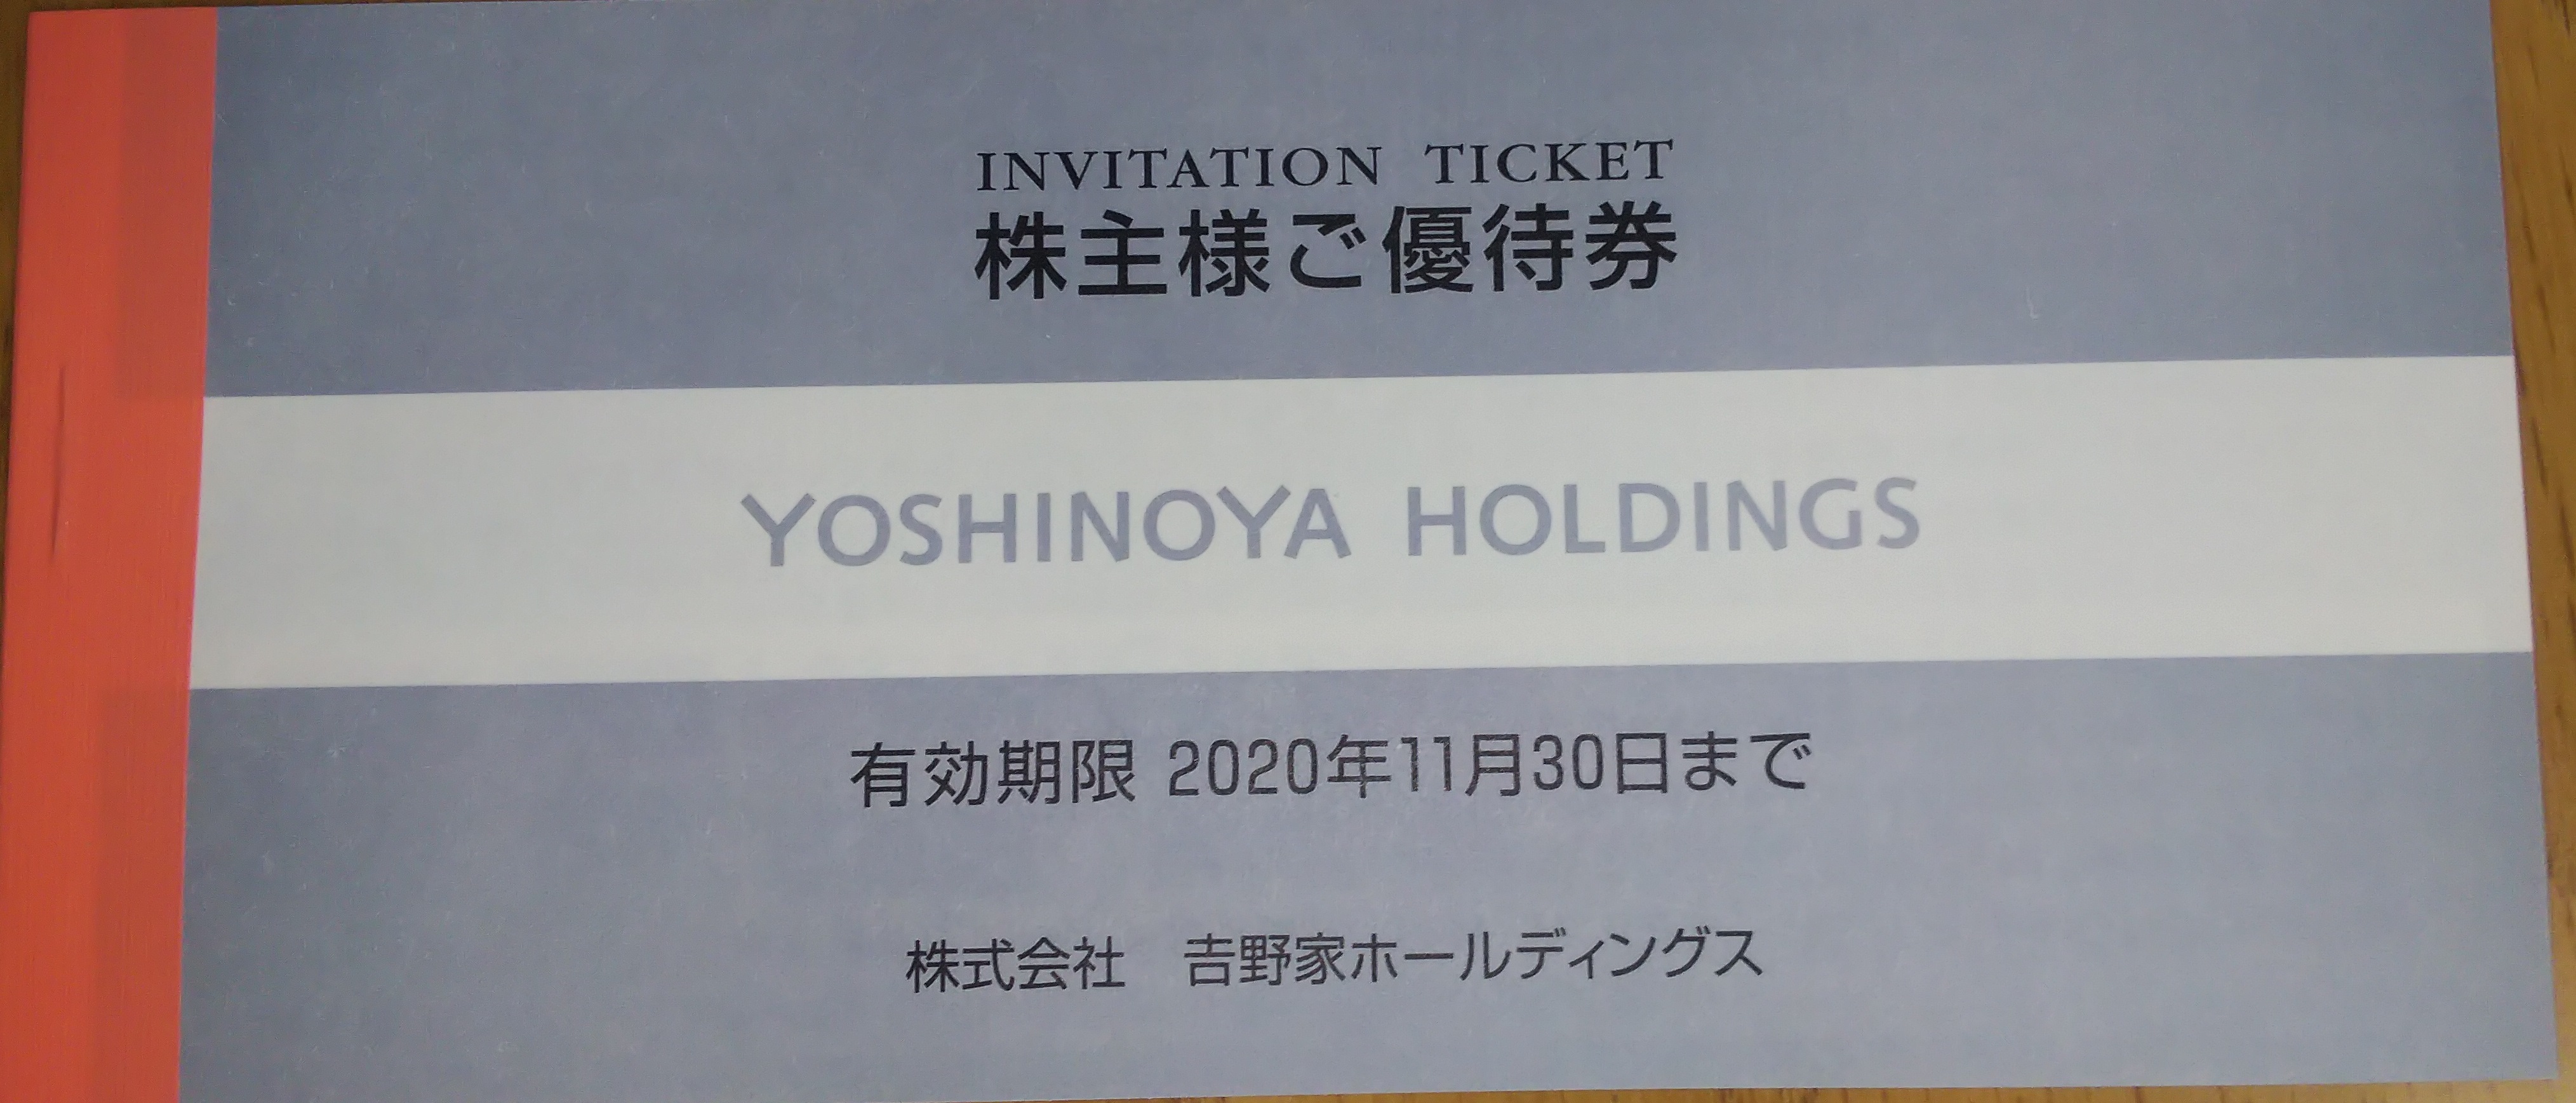 INVITATION TICKET
株主様ご優待券
YOSHINOYA HOLDINGS
有効期限 2020年11月30日まで
株式会社　𠮷野家ホールディングス